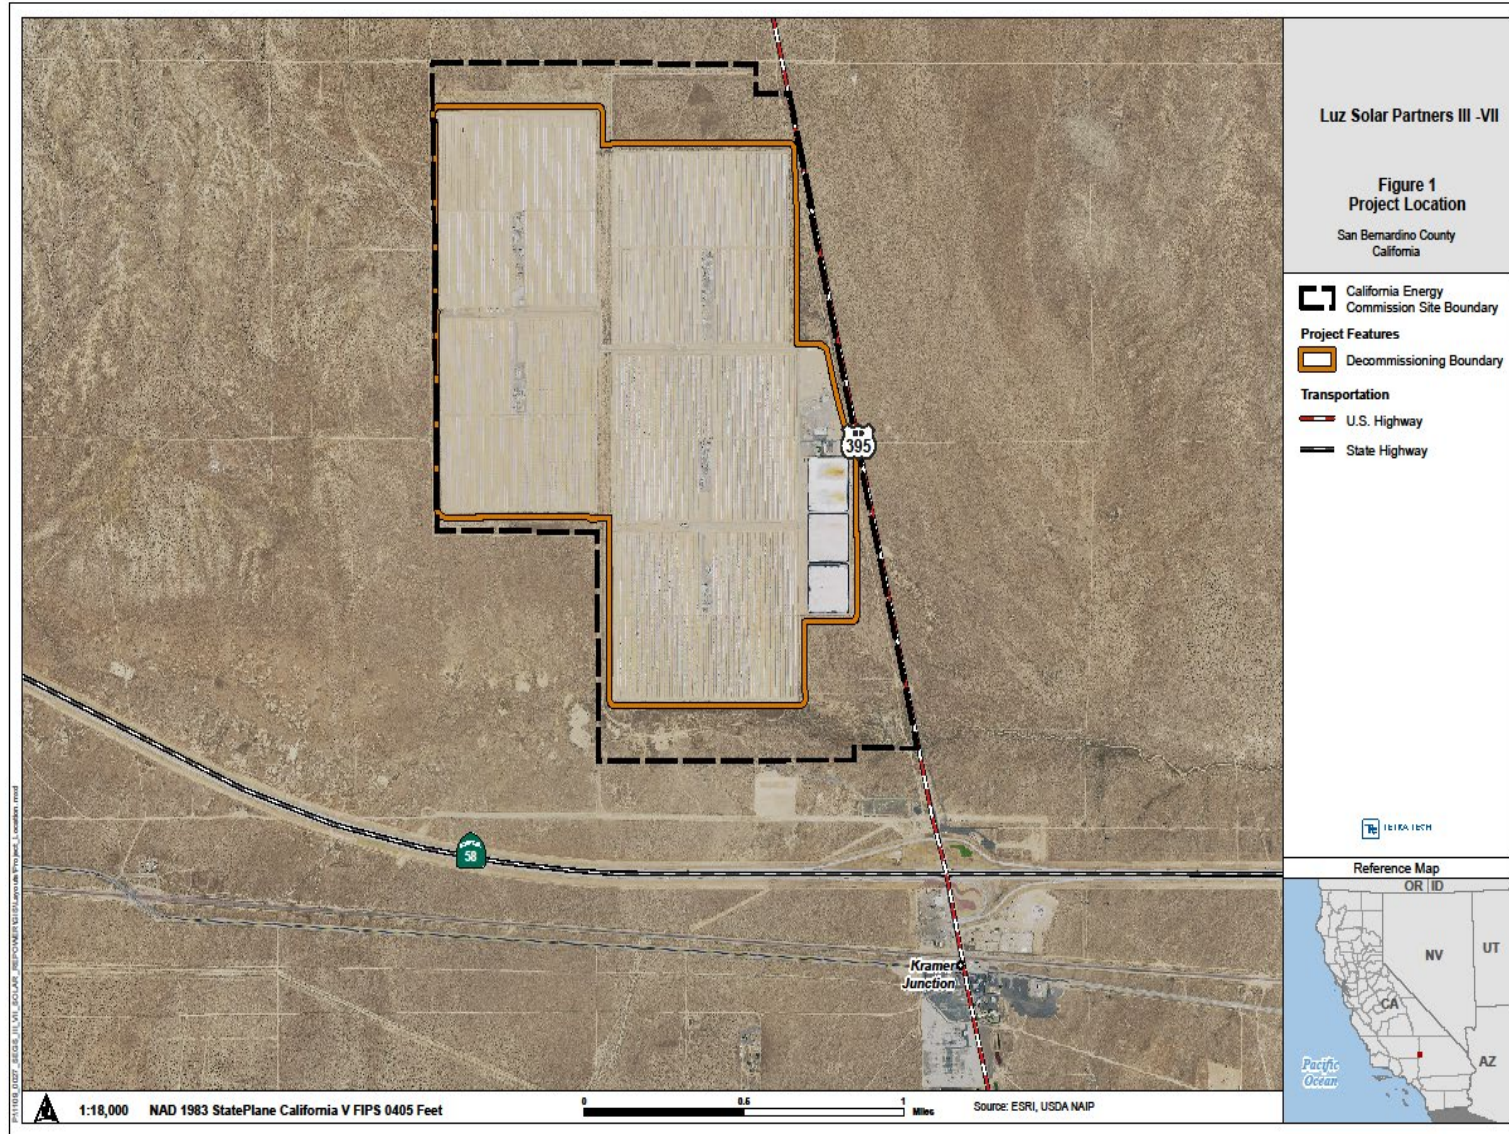 Luz Solar Partners III -VII
Figure 1
Project Location
San Bernardino County
California
California Energy
Commission Site Boundary
Project Features
Decommissioning Boundary
Transportation
U.S. Highway
State Highway
395
58
Kramer
Junction
TETRA TECH
Reference Map
OR ID
NV
UT
CA
AZ
Pacific
Ocean
1:18,000 NAD 1983 StatePlane California V FIPS 0405 Feet
0 0.5 1
Miles
Source: ESRI, USDA NAIP